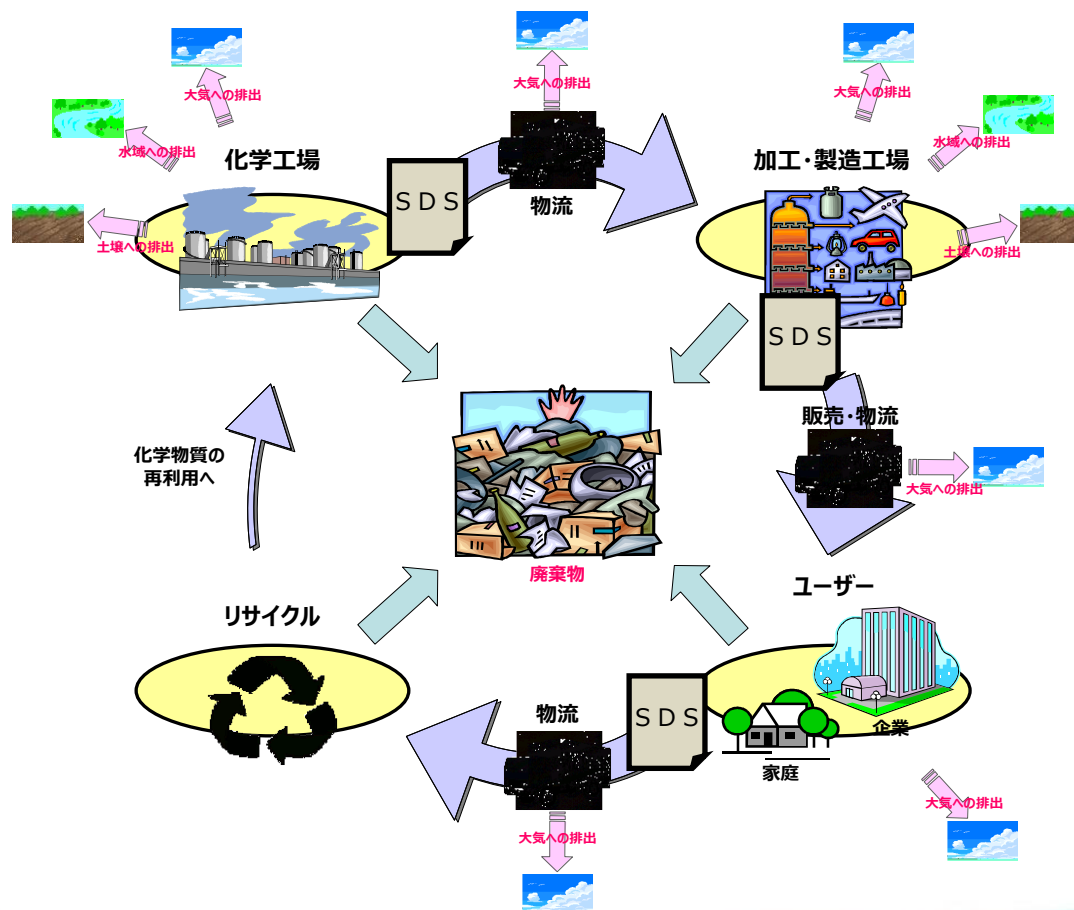 大気への排出
大気への排出
大気への排出
水域への排出
化学工場
物流
加工・製造工場
水域への排出
土壌への排出
SDS
土壌への排出
SDS
販売・物流
大気への排出
化学物質の
再利用へ
廃棄物
リサイクル
ユーザー
物流
SDS
企業
家庭
大気への排出
大気への排出